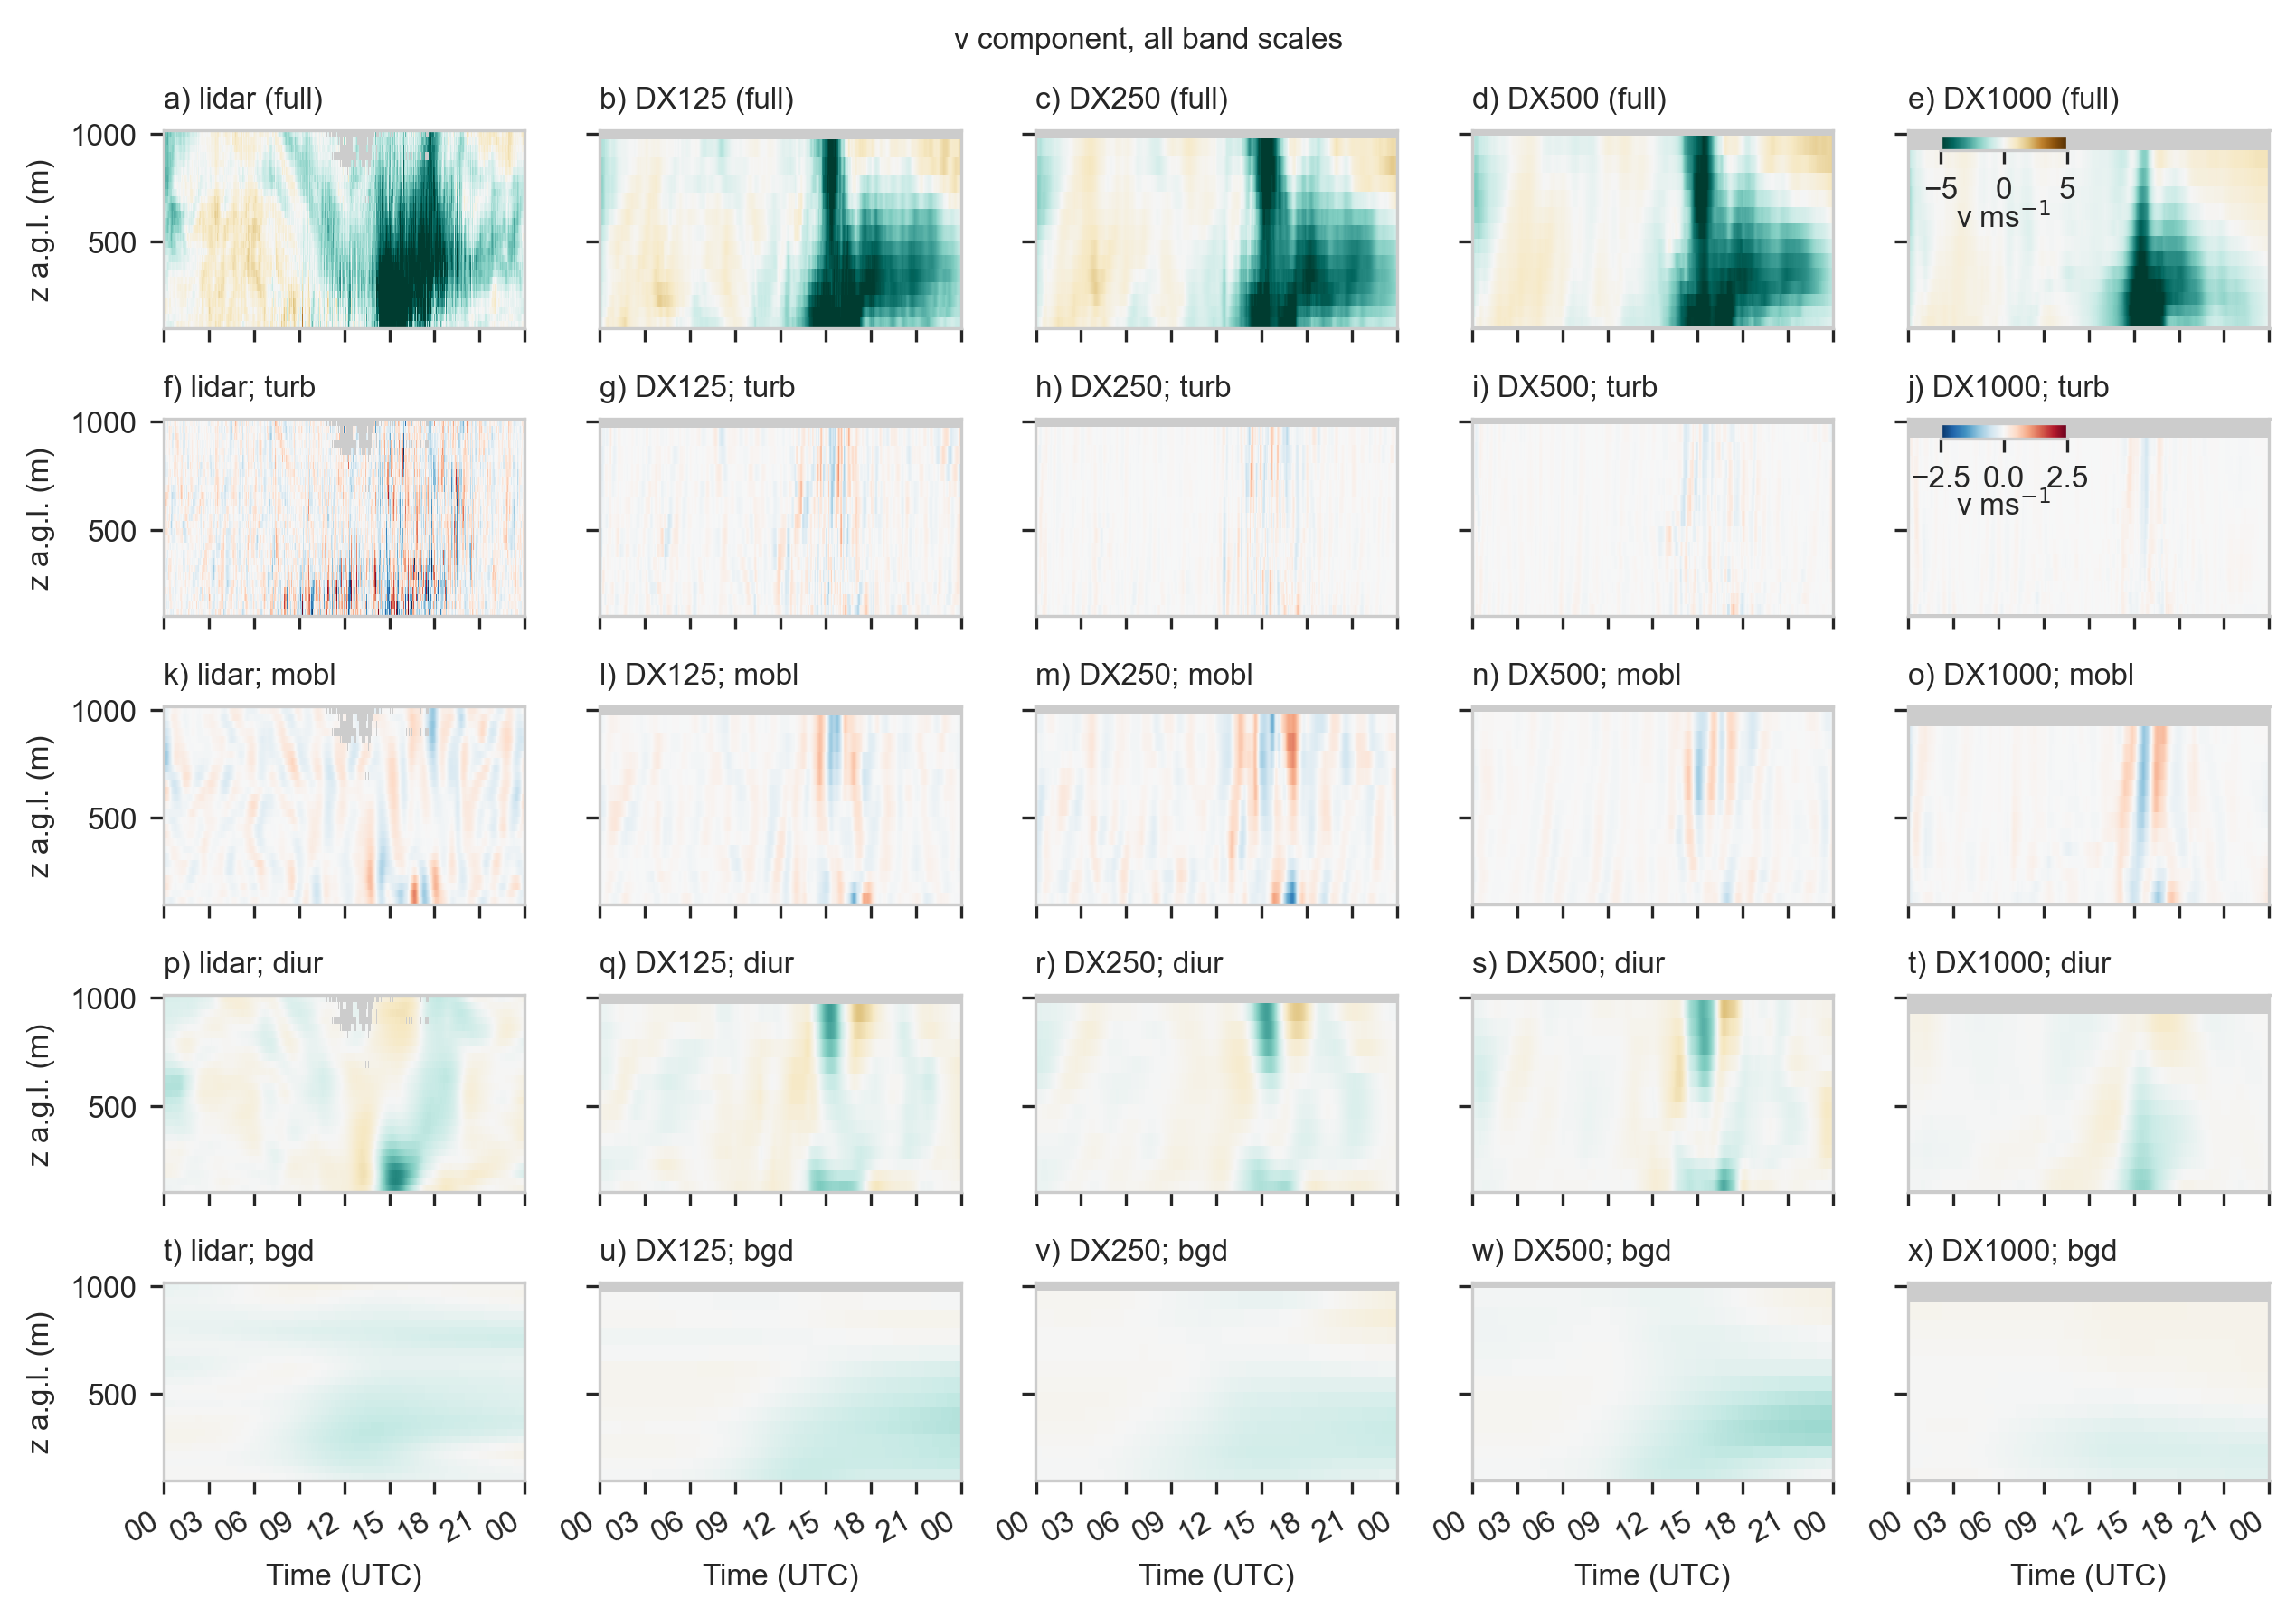 v component, all band scales
a) lidar (full)
b) DX125 (full)
c) DX250 (full)
d) DX500 (full)
e) DX1000 (full)
1000
500
z a.g.l. (m)
−5 0 5
v ms⁻¹
f) lidar; turb
g) DX125; turb
h) DX250; turb
i) DX500; turb
j) DX1000; turb
1000
500
z a.g.l. (m)
−2.5 0.0 2.5
v ms⁻¹
k) lidar; mobl
l) DX125; mobl
m) DX250; mobl
n) DX500; mobl
o) DX1000; mobl
1000
500
z a.g.l. (m)
p) lidar; diur
q) DX125; diur
r) DX250; diur
s) DX500; diur
t) DX1000; diur
1000
500
z a.g.l. (m)
t) lidar; bgd
u) DX125; bgd
v) DX250; bgd
w) DX500; bgd
x) DX1000; bgd
1000
500
z a.g.l. (m)
00 03 06 09 12 15 18 21 00
00 03 06 09 12 15 18 21 00
00 03 06 09 12 15 18 21 00
00 03 06 09 12 15 18 21 00
00 03 06 09 12 15 18 21 00
Time (UTC)
Time (UTC)
Time (UTC)
Time (UTC)
Time (UTC)